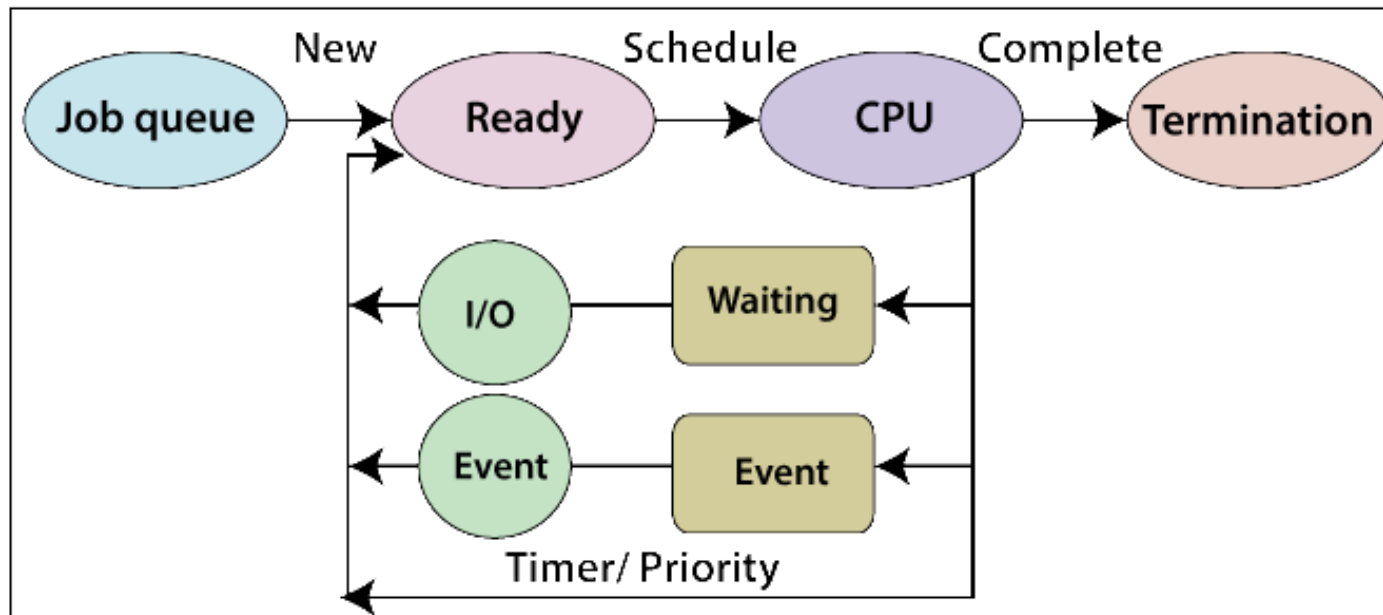 New Schedule Complete
Job queue Ready CPU Termination
I/O Waiting
Event Event
Timer/ Priority